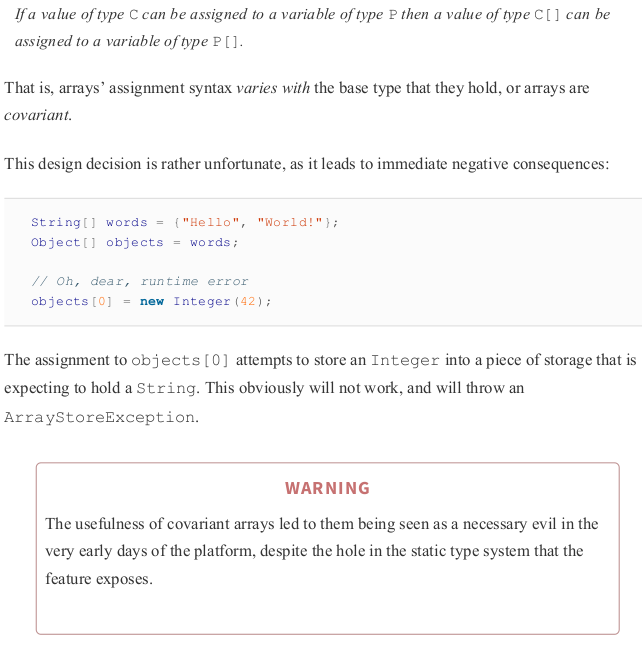 If a value of type C can be assigned to a variable of type P then a value of type C[] can be
assigned to a variable of type P[].
That is, arrays’ assignment syntax varies with the base type that they hold, or arrays are
covariant.
This design decision is rather unfortunate, as it leads to immediate negative consequences:
String[] words = {"Hello", "World!"};
Object[] objects = words;
// Oh, dear, runtime error
objects[0] = new Integer(42);
The assignment to objects[0] attempts to store an Integer into a piece of storage that is
expecting to hold a String. This obviously will not work, and will throw an
ArrayStoreException.
WARNING
The usefulness of covariant arrays led to them being seen as a necessary evil in the
very early days of the platform, despite the hole in the static type system that the
feature exposes.